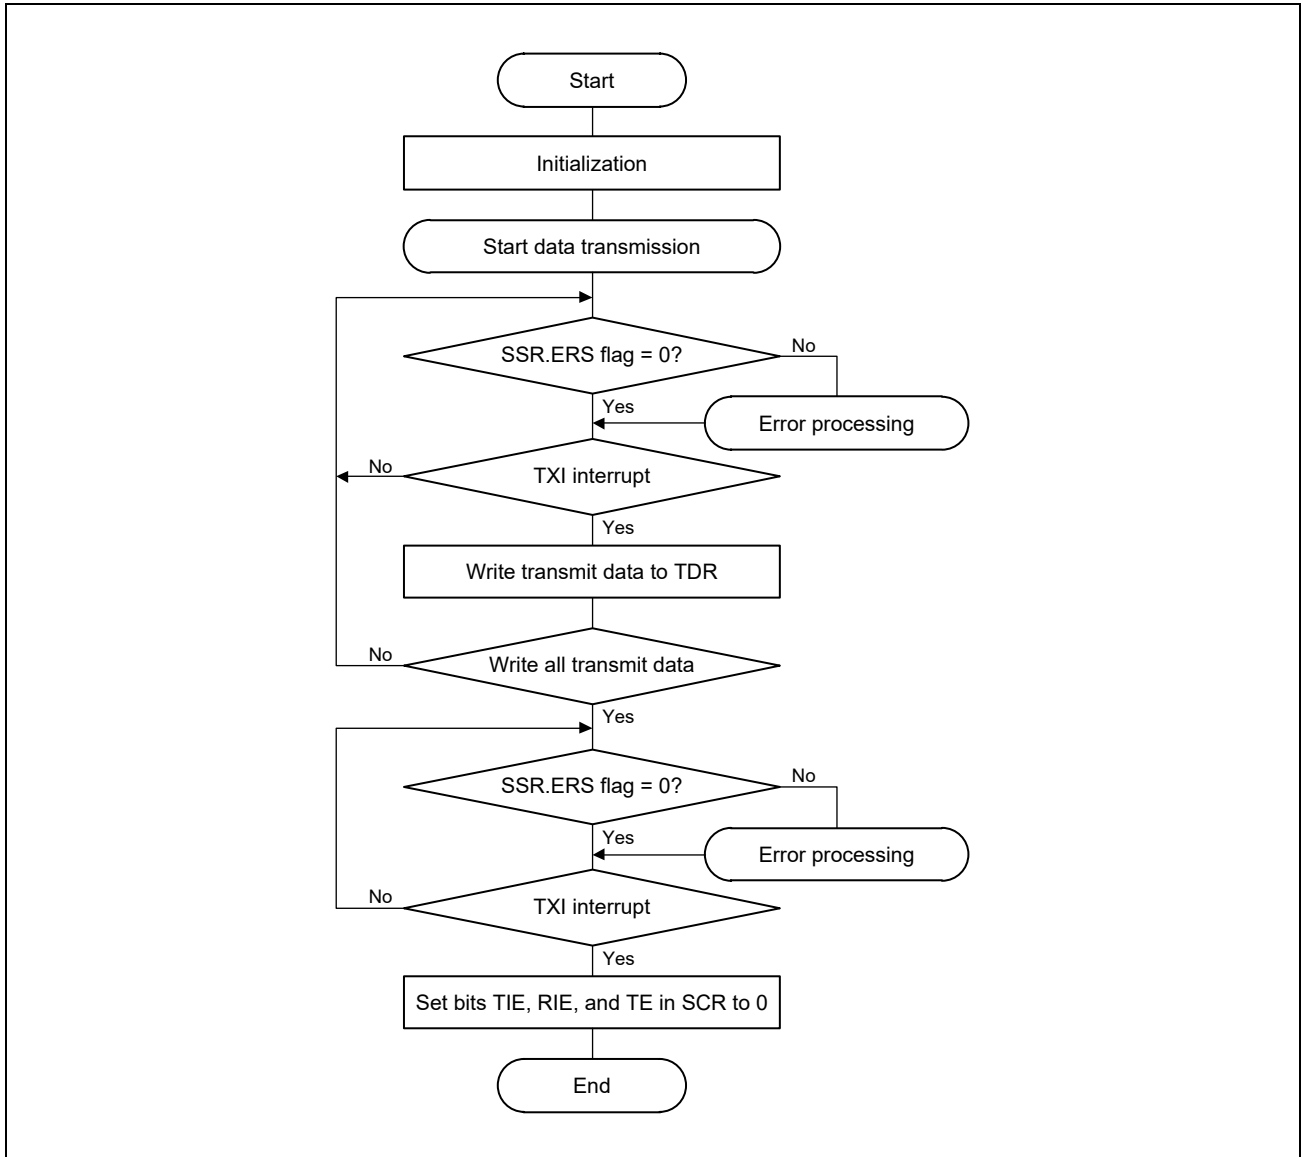 Start
Initialization
Start data transmission
SSR.ERS flag = 0?
No
Yes
Error processing
No
TXI interrupt
Yes
Write transmit data to TDR
No
Write all transmit data
Yes
SSR.ERS flag = 0?
No
Yes
Error processing
No
TXI interrupt
Yes
Set bits TIE, RIE, and TE in SCR to 0
End